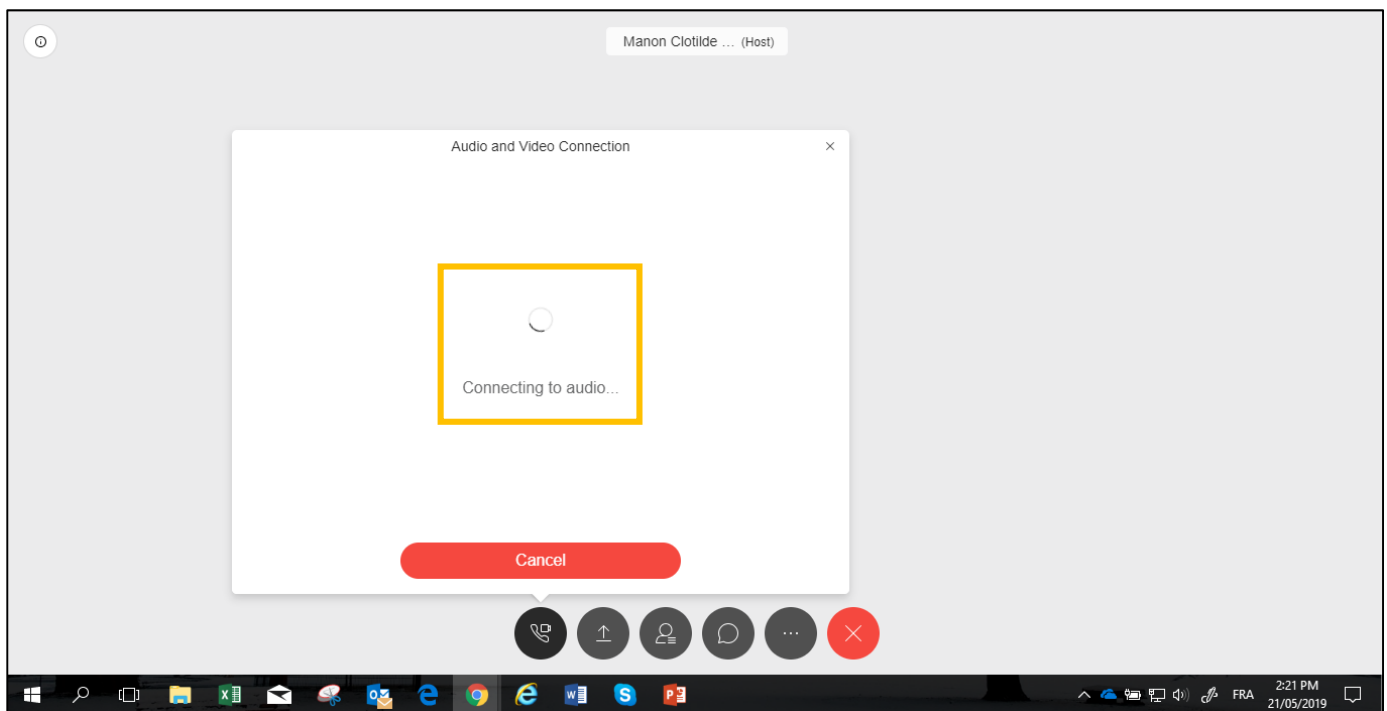 Manon Clotilde ... (Host)
Audio and Video Connection
Connecting to audio...
Cancel
FRA
2:21 PM
21/05/2019